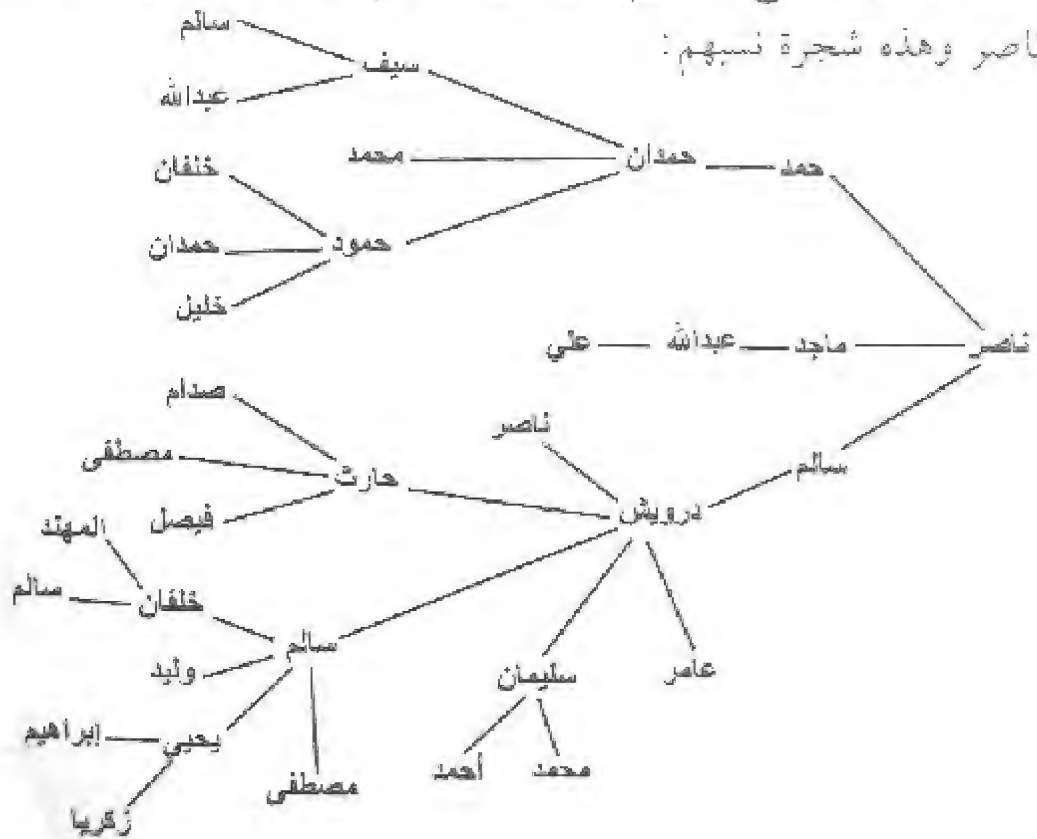 ناصر وهذه شجرة نسبهم:
سالم
سيف
عبدالله
حمدان
حمد
محمد
خلفان
حمود
حمدان
خليل
ناصر
ماجد
عبدالله
علي
صدام
ناصر
سالم
مصطفى
حارث
درويش
فيصل
المهند
خلفان
سالم
سالم
وليد
سليمان
عامر
يحيي
إبراهيم
مصطفى
أحمد
محمد
زكريا